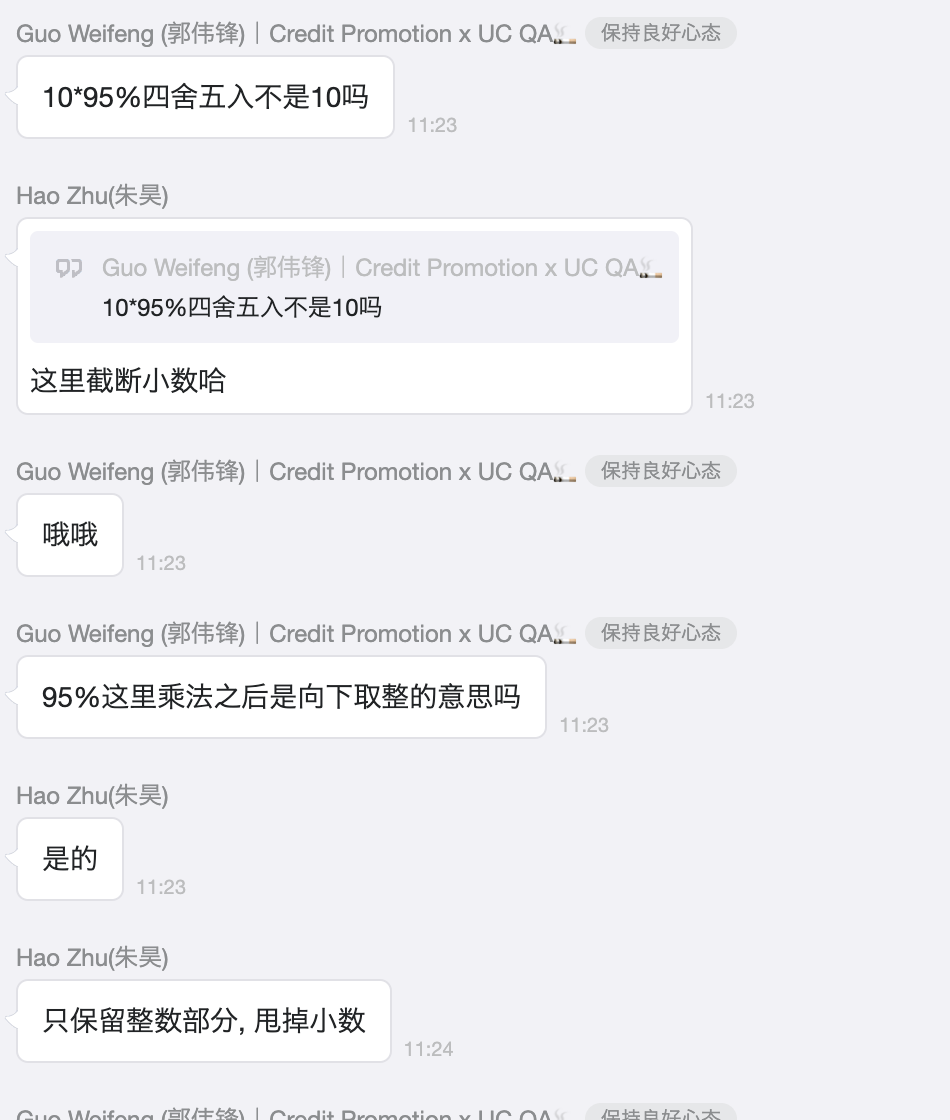 Guo Weifeng (郭伟锋)｜Credit Promotion x UC QA🚬 保持良好心态
10*95%四舍五入不是10吗
11:23
Hao Zhu(朱昊)
Guo Weifeng (郭伟锋)｜Credit Promotion x UC QA🚬
10*95%四舍五入不是10吗
这里截断小数哈
11:23
Guo Weifeng (郭伟锋)｜Credit Promotion x UC QA🚬 保持良好心态
哦哦
11:23
Guo Weifeng (郭伟锋)｜Credit Promotion x UC QA🚬 保持良好心态
95%这里乘法之后是向下取整的意思吗
11:23
Hao Zhu(朱昊)
是的
11:23
Hao Zhu(朱昊)
只保留整数部分, 甩掉小数
11:24
Guo Weifeng (郭伟锋)｜Credit Promotion x UC QA🚬 保持良好心态